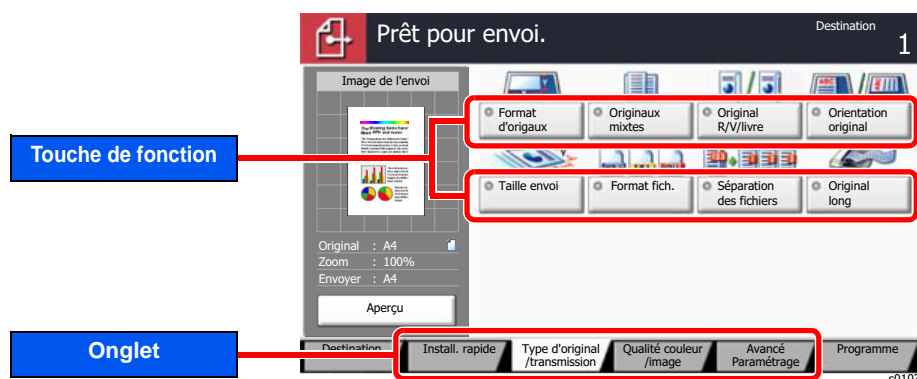 Prêt pour envoi.
Destination
1
Image de l'envoi
Format
d'origaux
Originaux
mixtes
Original
R/V/livre
Orientation
original
Touche de fonction
Taille envoi
Format fich.
Séparation
des fichiers
Original
long
Original : A4
Zoom : 100%
Envoyer : A4
Aperçu
Onglet
Destination
Install. rapide
Type d'original
/transmission
Qualité couleur
/image
Avancé
Paramétrage
Programme